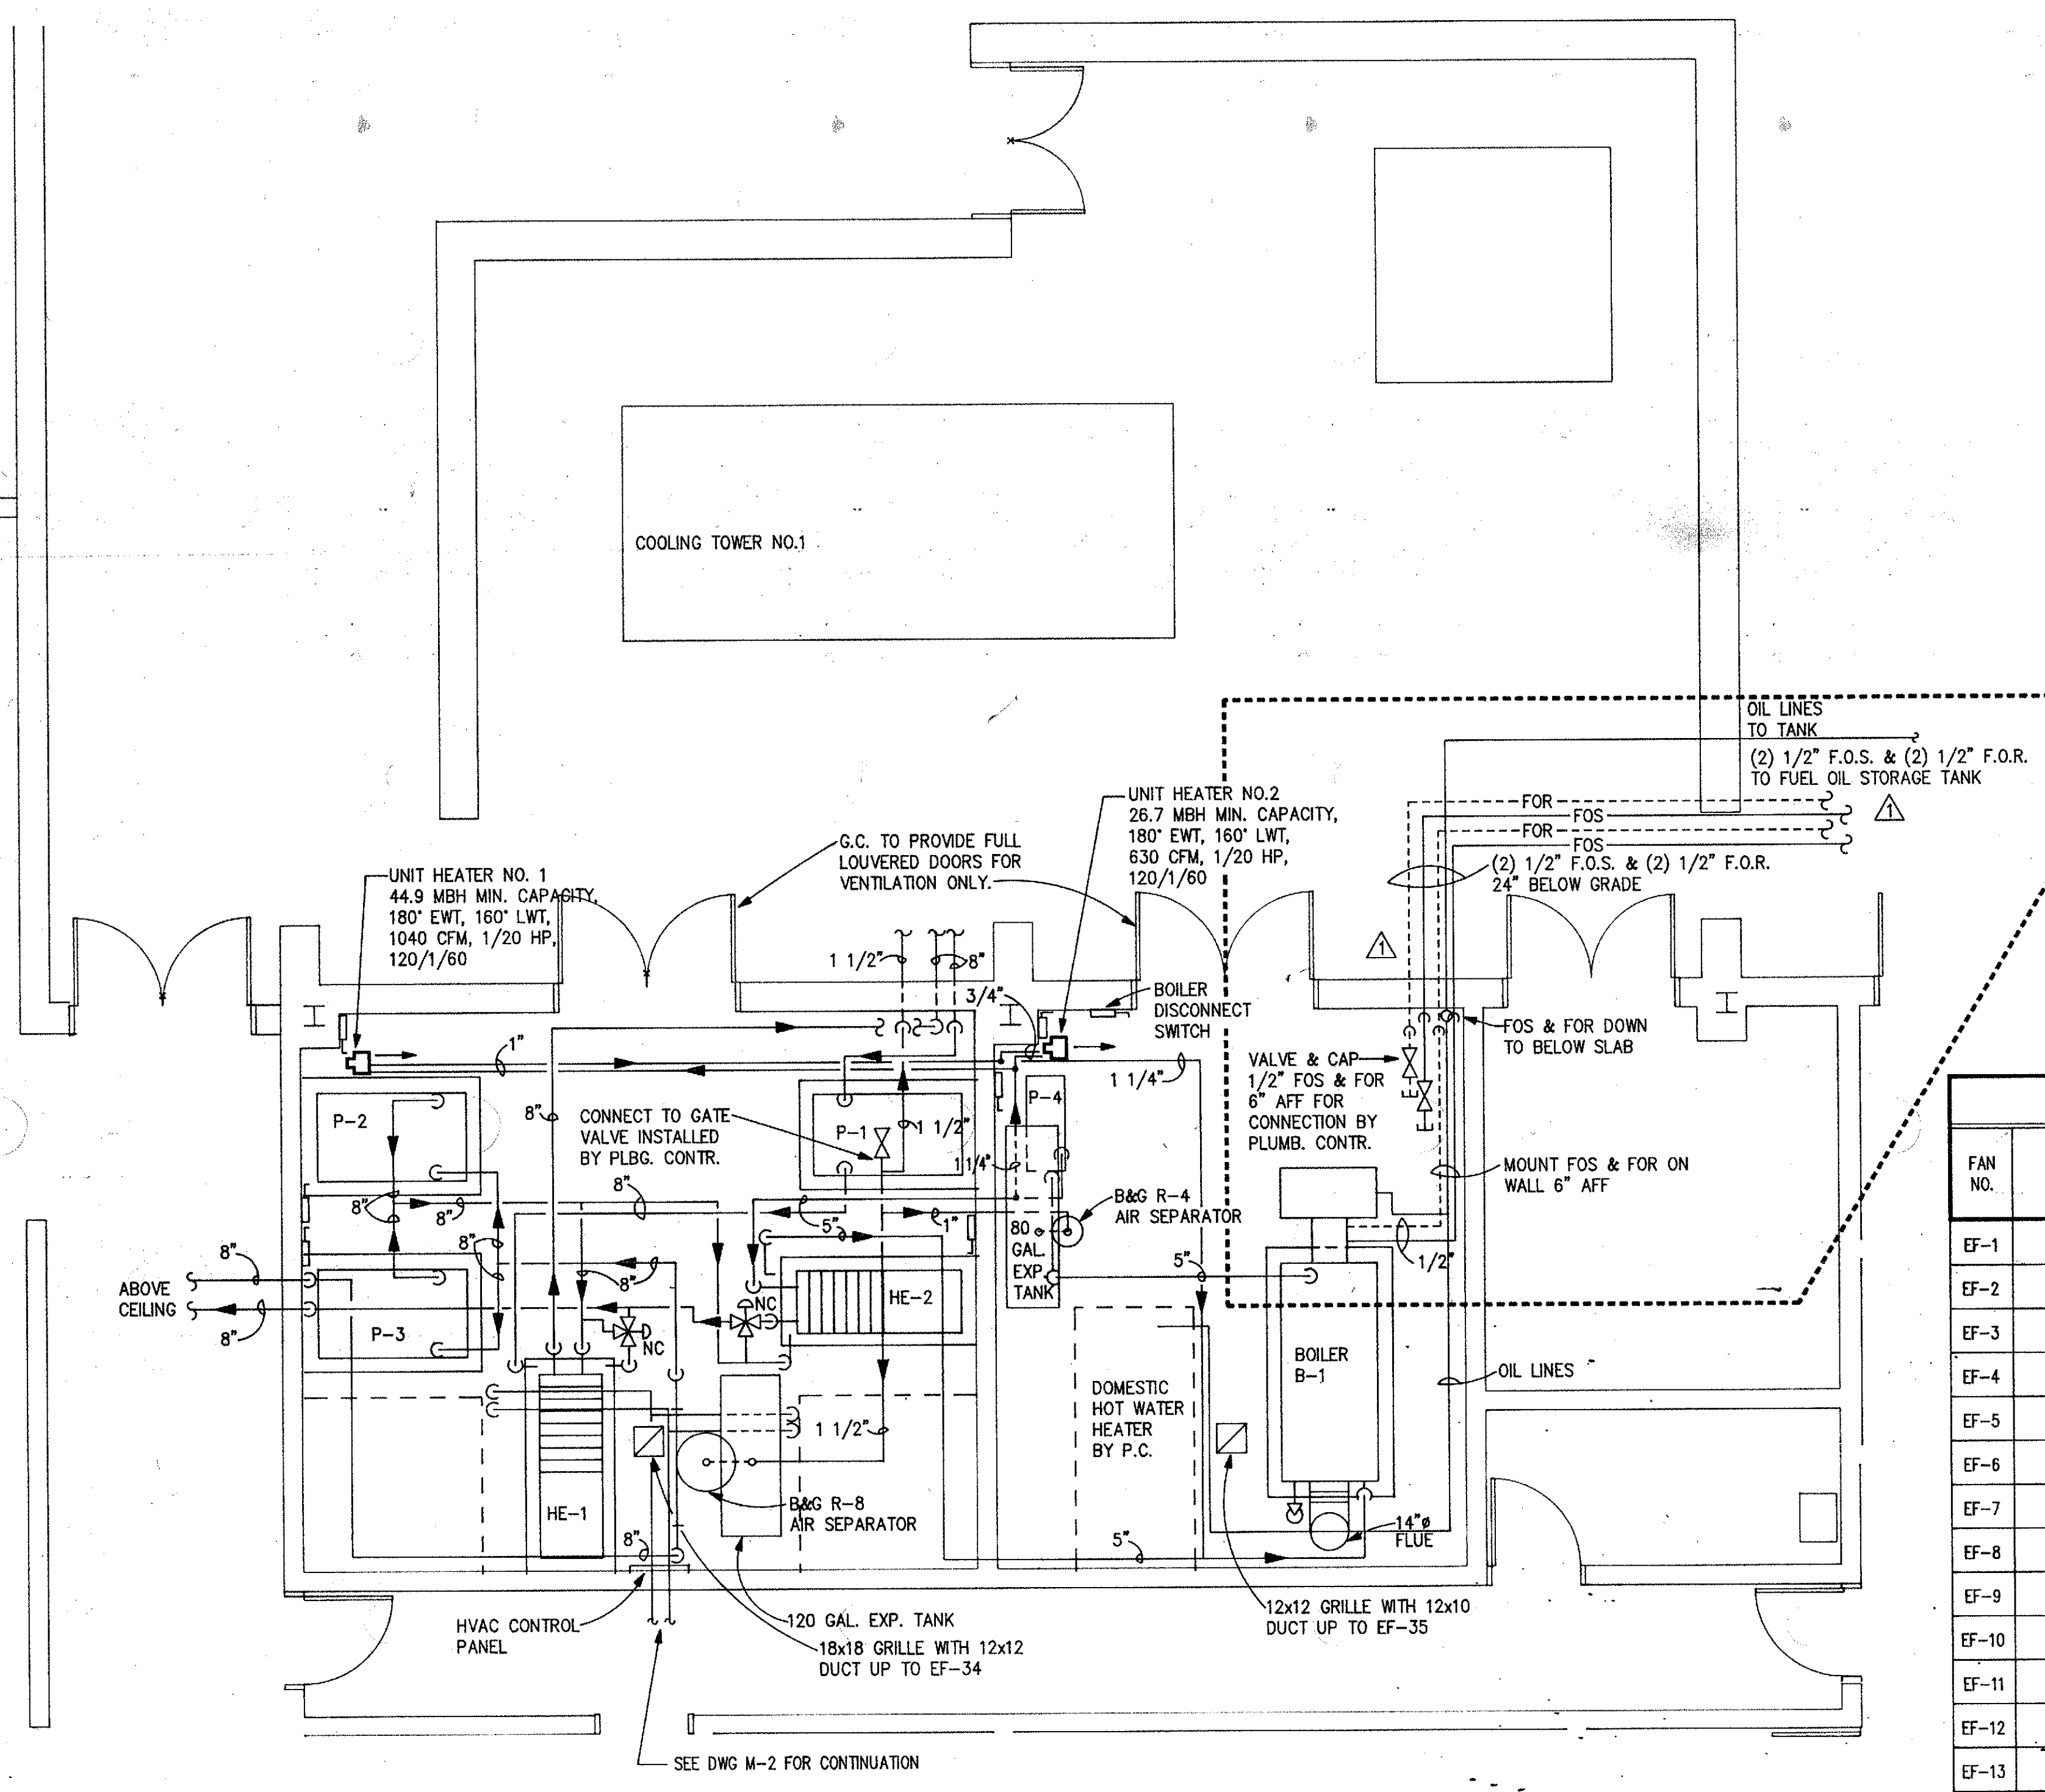 COOLING TOWER NO.1
OIL LINES
TO TANK
(2) 1/2" F.O.S. & (2) 1/2" F.O.R.
TO FUEL OIL STORAGE TANK
FOR
FOS
FOR
FOS
1
(2) 1/2" F.O.S. & (2) 1/2" F.O.R.
24" BELOW GRADE
1
UNIT HEATER NO.2
26.7 MBH MIN. CAPACITY,
180° EWT, 160° LWT,
630 CFM, 1/20 HP,
120/1/60
G.C. TO PROVIDE FULL
LOUVERED DOORS FOR
VENTILATION ONLY.
UNIT HEATER NO. 1
44.9 MBH MIN. CAPACITY,
180° EWT, 160° LWT,
1040 CFM, 1/20 HP,
120/1/60
1 1/2"
8"
3/4"
BOILER
DISCONNECT
SWITCH
FOS & FOR DOWN
TO BELOW SLAB
VALVE & CAP
1/2" FOS & FOR
6" AFF FOR
CONNECTION BY
PLUMB. CONTR.
1"
1 1/4"
8"
CONNECT TO GATE
VALVE INSTALLED
BY PLBG. CONTR.
P-2
P-1
1 1/2"
P-4
1 1/4"
MOUNT FOS & FOR ON
WALL 6" AFF
8"
8"
8"
5"
1"
B&G R-4
AIR SEPARATOR
80
GAL.
EXP.
TANK
8"
8"
8"
ABOVE
CEILING
8"
5"
1/2"
P-3
NC
NC
HE-2
BOILER
B-1
OIL LINES
DOMESTIC
HOT WATER
HEATER
BY P.C.
1 1/2"
HE-1
B&G R-8
AIR SEPARATOR
14"ø
FLUE
8"
5"
HVAC CONTROL
PANEL
120 GAL. EXP. TANK
18x18 GRILLE WITH 12x12
DUCT UP TO EF-34
12x12 GRILLE WITH 12x10
DUCT UP TO EF-35
SEE DWG M-2 FOR CONTINUATION
FAN
NO.
EF-1
EF-2
EF-3
EF-4
EF-5
EF-6
EF-7
EF-8
EF-9
EF-10
EF-11
EF-12
EF-13